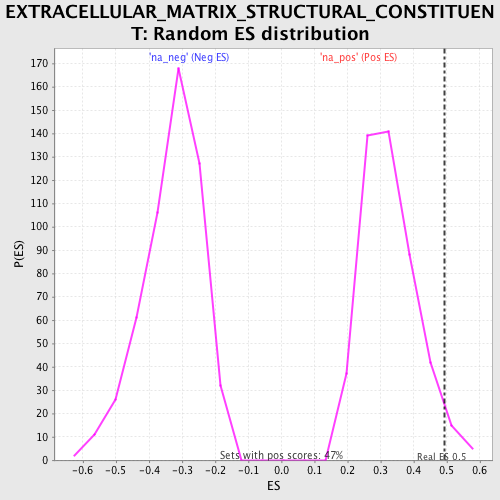 EXTRACELLULAR_MATRIX_STRUCTURAL_CONSTITUEN
T: Random ES distribution
'na_neg' (Neg ES)
'na_pos' (Pos ES)
170
160
150
140
130
120
110
100
90
80
70
60
50
40
30
20
10
0
P(ES)
Sets with pos scores: 47%
Real ES 0.5
-0.6 -0.5 -0.4 -0.3 -0.2 -0.1 0.0 0.1 0.2 0.3 0.4 0.5 0.6
ES